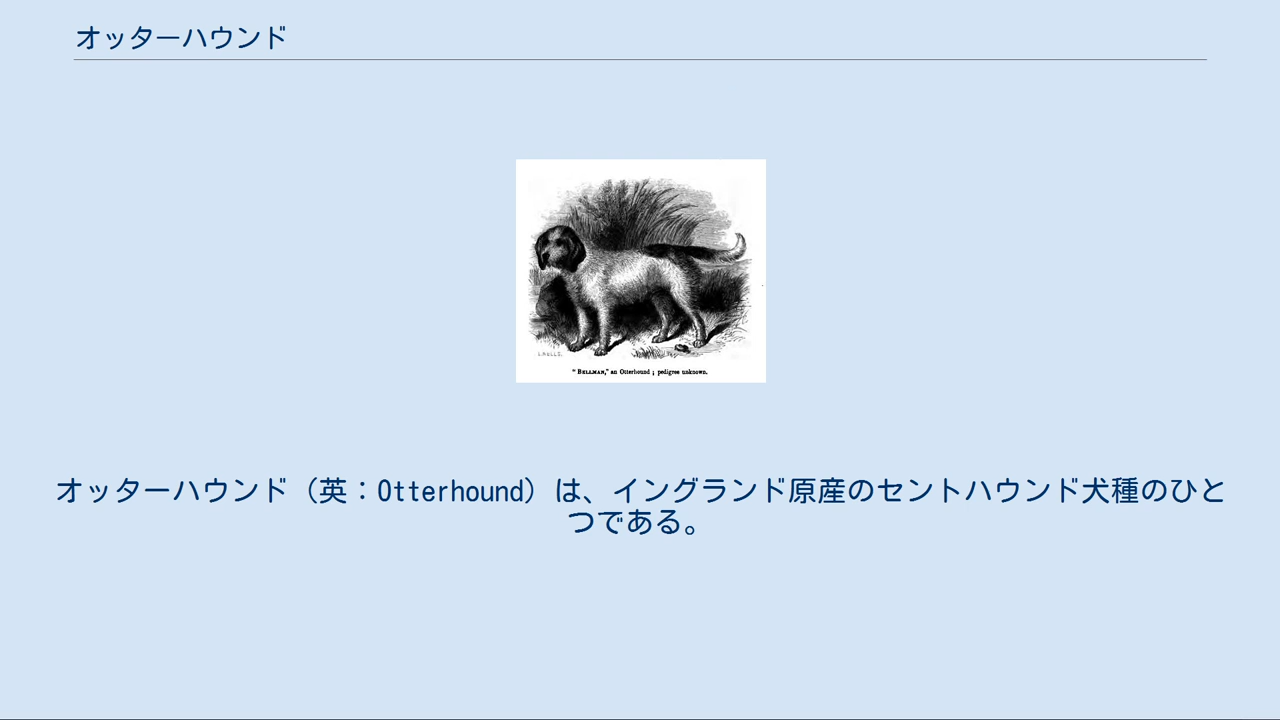 オッターハウンド
L.WELLS.
"BELLMAN," an Otterhound ; pedigree unknown.
オッターハウンド（英：Otterhound）は、イングランド原産のセントハウンド犬種のひと
つである。